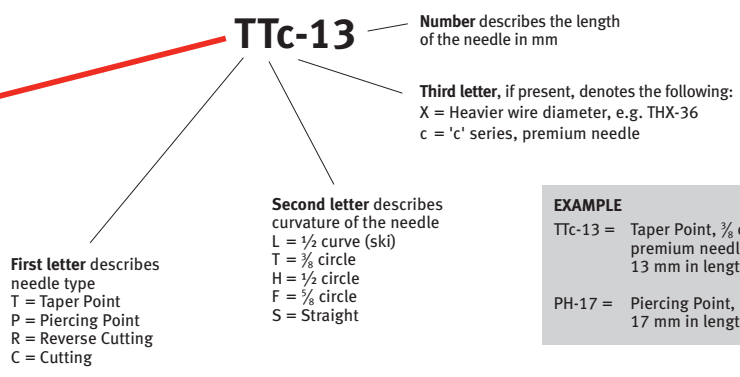 TTc-13
Number describes the length
of the needle in mm
Third letter, if present, denotes the following:
X = Heavier wire diameter, e.g. THX-36
c = 'c' series, premium needle
Second letter describes
curvature of the needle
L = ½ curve (ski)
T = ⅜ circle
H = ½ circle
F = ⅝ circle
S = Straight
First letter describes
needle type
T = Taper Point
P = Piercing Point
R = Reverse Cutting
C = Cutting
EXAMPLE
TTc-13 = Taper Point, ⅜
premium
13 mm in
PH-17 = Piercing Point,
17 mm in